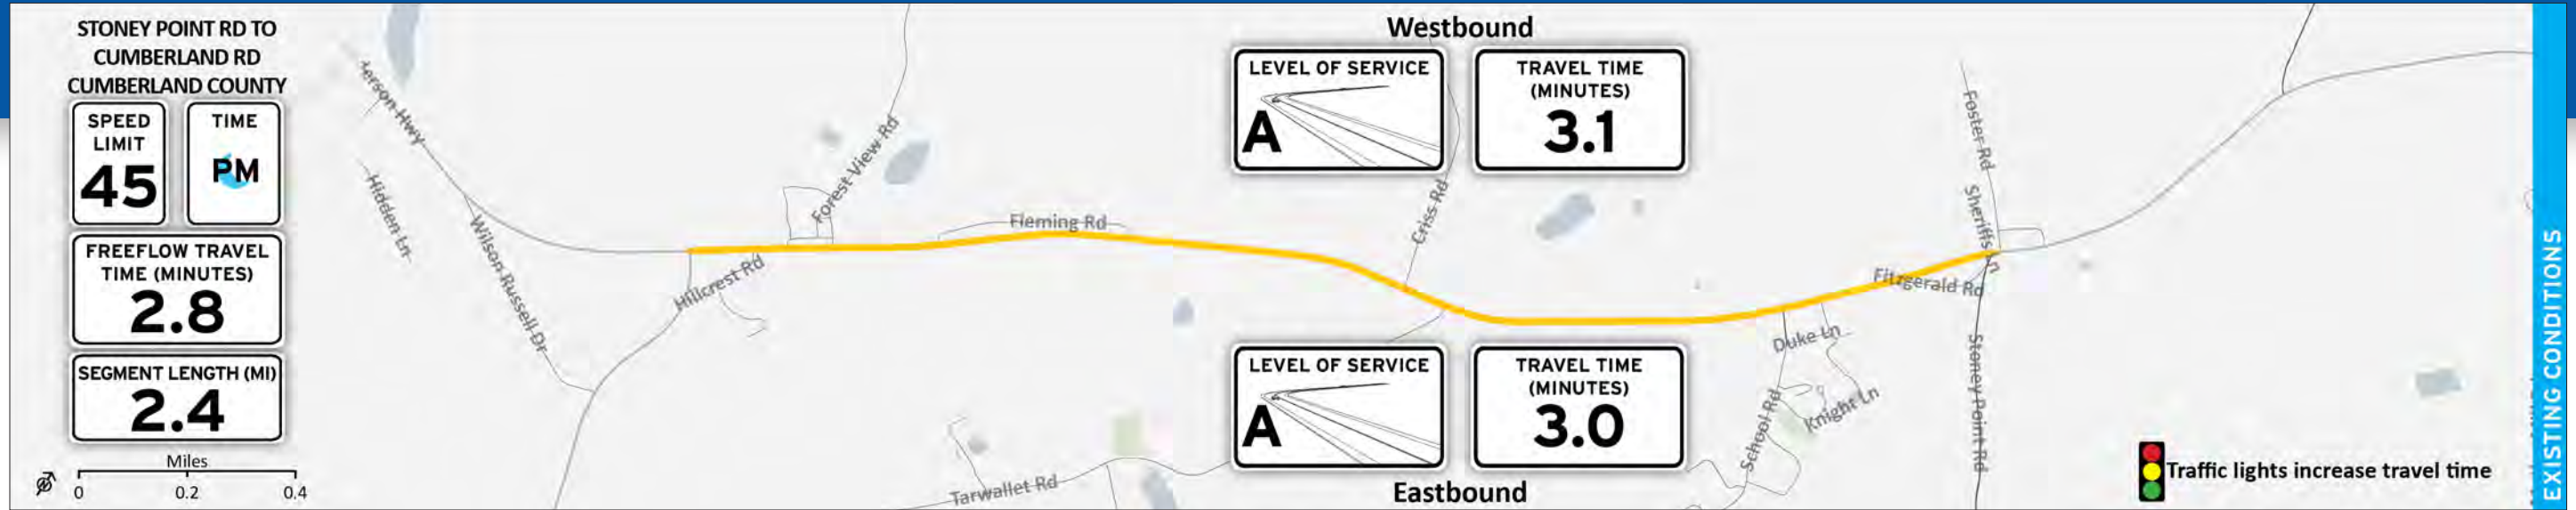 STONEY POINT RD TO
CUMBERLAND RD
CUMBERLAND COUNTY
SPEED
LIMIT
45
TIME
PM
FREEFLOW TRAVEL
TIME (MINUTES)
2.8
SEGMENT LENGTH (MI)
2.4
Miles
0 0.2 0.4
Westbound
LEVEL OF SERVICE
A
TRAVEL TIME
(MINUTES)
3.1
erson Hwy
Hidden Ln
Wilson Russell Dr
Hillcrest Rd
Forest View Rd
Fleming Rd
Criss Rd
Foster Rd
Sheriffs Ln
Fitzgerald Rd
Duke Ln
Knight Ln
School Rd
Stoney Point Rd
Tarwallet Rd
LEVEL OF SERVICE
A
TRAVEL TIME
(MINUTES)
3.0
Eastbound
Traffic lights increase travel time
EXISTING CONDITIONS